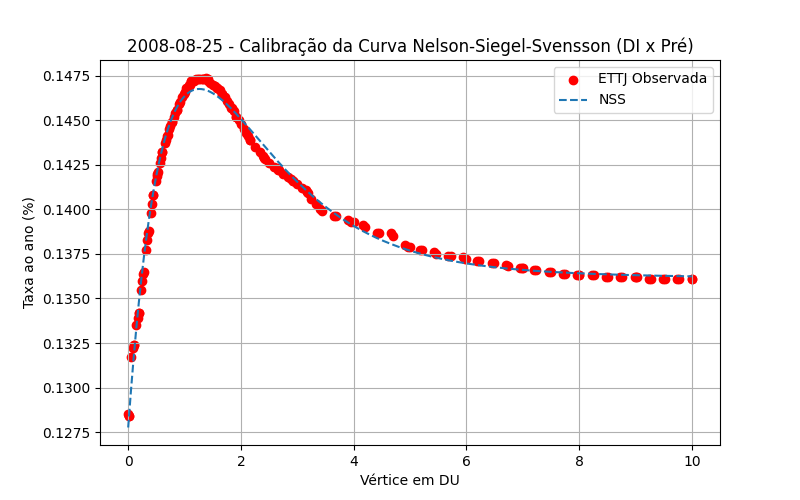 2008-08-25 - Calibração da Curva Nelson-Siegel-Svensson (DI x Pré)
ETTJ Observada
NSS
Taxa ao ano (%)
0.1475
0.1450
0.1425
0.1400
0.1375
0.1350
0.1325
0.1300
0.1275
0 2 4 6 8 10
Vértice em DU